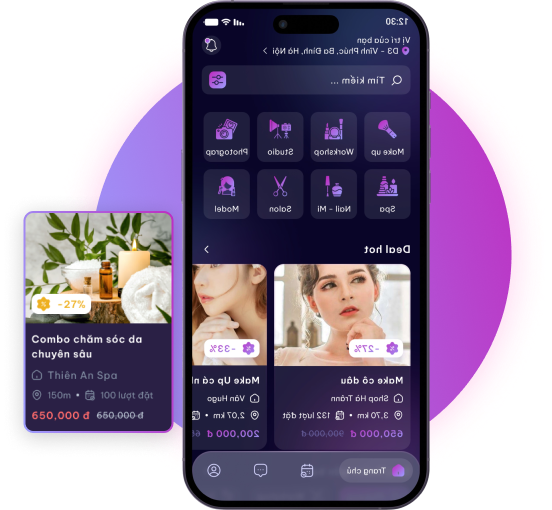 12:30
Vị trí của bạn
D3 - Vĩnh Phúc, Ba Đình, Hà Nội
Tìm kiếm ...
Make up
Workshop
Studio
Photograp
Spa
Nail - Mi
Salon
Model
Deal hot
-27%
Make cô dâu
Shop Hà Trần
3,70 km • 132 lượt đặt
650,000 đ 900,000 đ
-33%
Make Up cá n
Vân Hugo
2,07 km •
200,000 đ
Trang chủ
-27%
Combo chăm sóc da
chuyên sâu
Thiên An Spa
150m • 100 lượt đặt
650,000 đ 650,000 đ